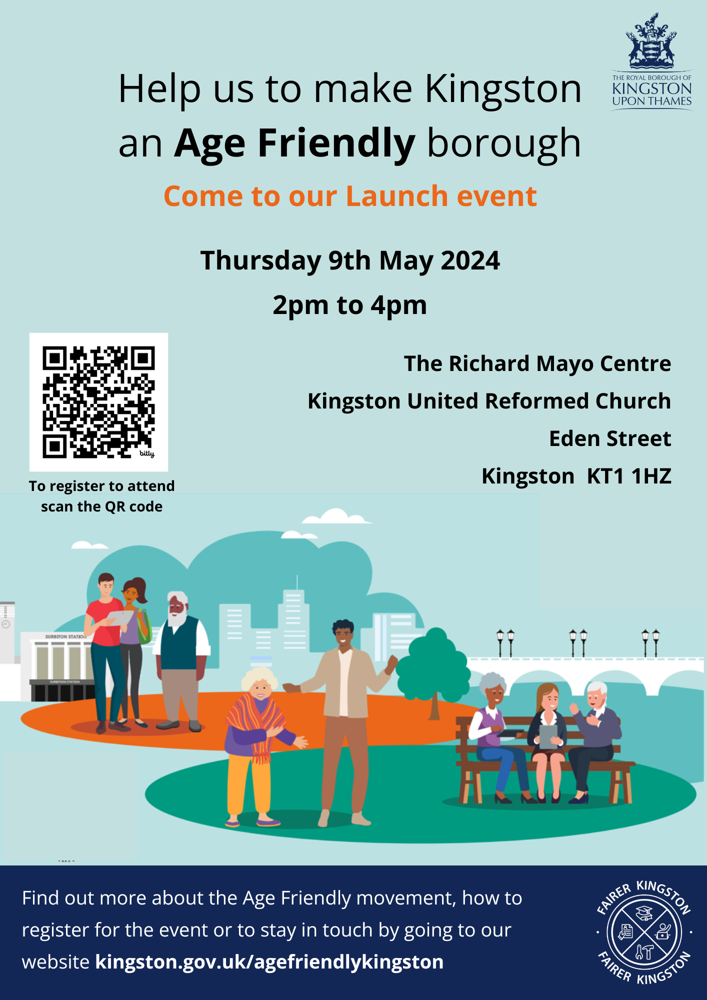 THE ROYAL BOROUGH OF
KINGSTON
UPON THAMES
Help us to make Kingston
an Age Friendly borough
Come to our Launch event
Thursday 9th May 2024
2pm to 4pm
bitly
To register to attend
scan the QR code
The Richard Mayo Centre
Kingston United Reformed Church
Eden Street
Kingston  KT1 1HZ
SURBITON STATION
SURBITION STATION
Find out more about the Age Friendly movement, how to
register for the event or to stay in touch by going to our
website kingston.gov.uk/agefriendlykingston
FAIRER KINGSTON
FAIRER KINGSTON